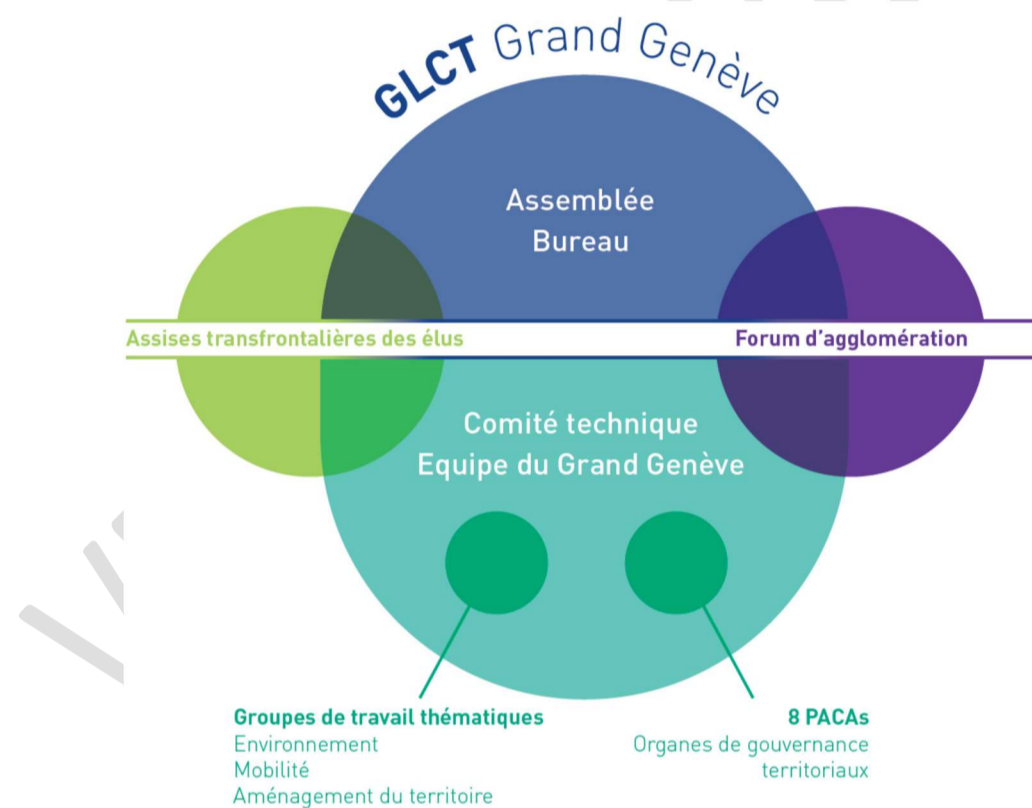 GLCT Grand Genève
Assemblée
Bureau
Assises transfrontalières des élus
Forum d'agglomération
Comité technique
Equipe du Grand Genève
Groupes de travail thématiques
Environnement
Mobilité
Aménagement du territoire
8 PACAs
Organes de gouvernance
territoriaux